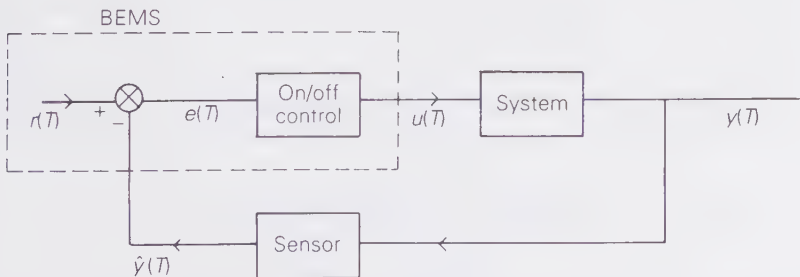 BEMS
r(T)
+
−
e(T)
On/off
control
u(T)
System
y(T)
Sensor
ŷ(T)